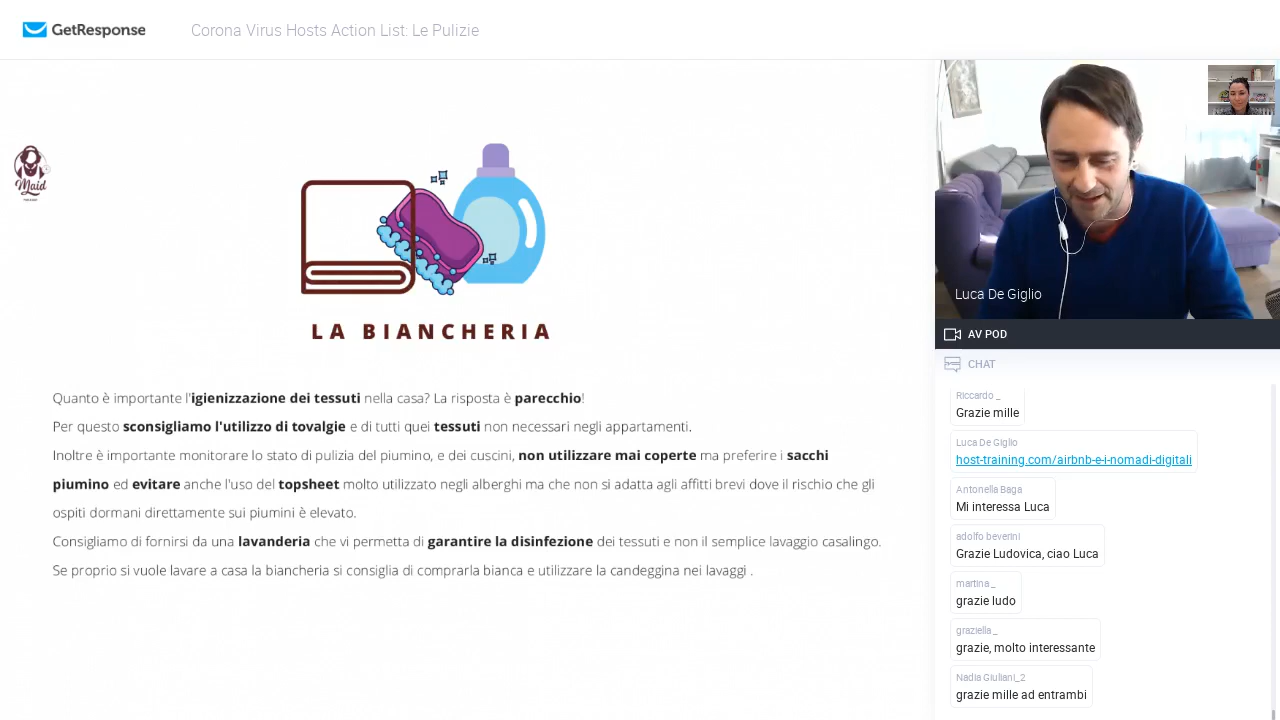 GetResponse
Corona Virus Hosts Action List: Le Pulizie
Maid
LA BIANCHERIA
Quanto è importante l'igienizzazione dei tessuti nella casa? La risposta è parecchio!
Per questo sconsigliamo l'utilizzo di tovalgie e di tutti quei tessuti non necessari negli appartamenti.
Inoltre è importante monitorare lo stato di pulizia del piumino, e dei cuscini, non utilizzare mai coperte ma preferire i sacchi
piumino ed evitare anche l'uso del topsheet molto utilizzato negli alberghi ma che non si adatta agli affitti brevi dove il rischio che gli
ospiti dormani direttamente sui piumini è elevato.
Consigliamo di fornirsi da una lavanderia che vi permetta di garantire la disinfezione dei tessuti e non il semplice lavaggio casalingo.
Se proprio si vuole lavare a casa la biancheria si consiglia di comprarla bianca e utilizzare la candeggina nei lavaggi .
Luca De Giglio
AV POD
CHAT
Riccardo _
Grazie mille
Luca De Giglio
host-training.com/airbnb-e-i-nomadi-digitali
Antonella Baga
Mi interessa Luca
adolfo beverini
Grazie Ludovica, ciao Luca
martina _
grazie ludo
graziella _
grazie, molto interessante
Nadia Giuliani_2
grazie mille ad entrambi